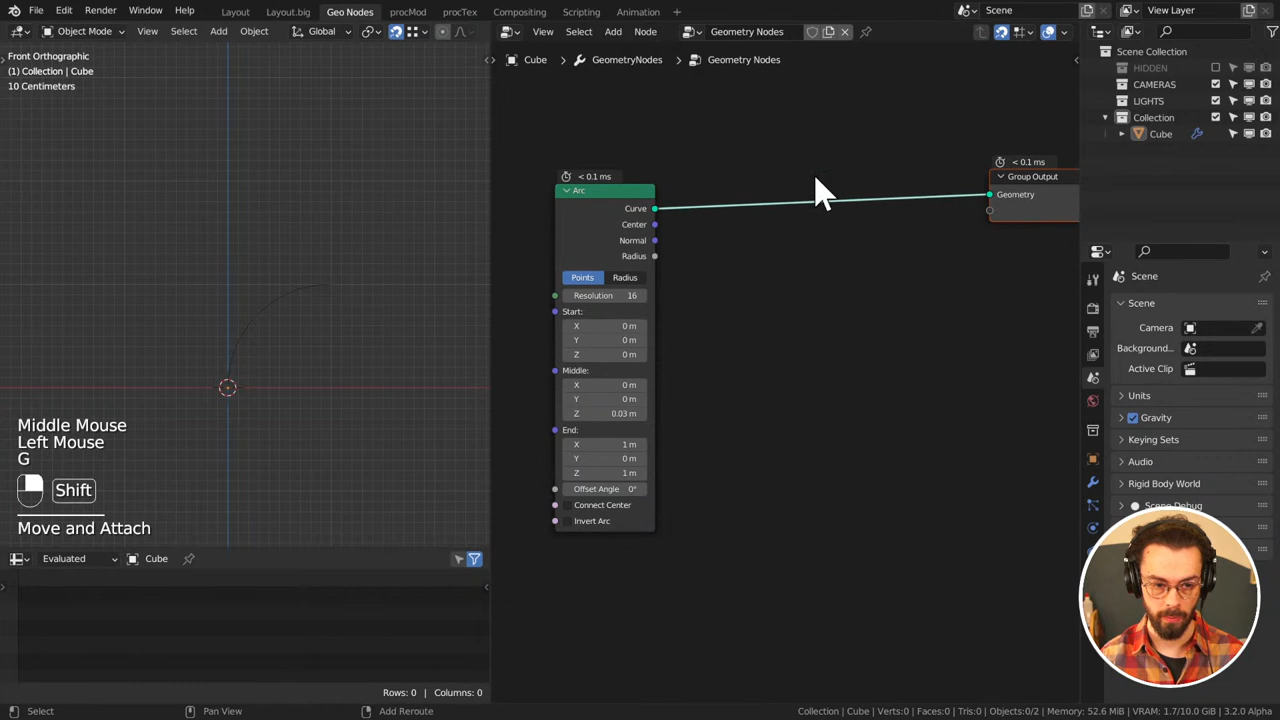 File Edit Render Window Help Layout Layout.big Geo Nodes procMod procTex Compositing Scripting Animation + Scene View Layer
Object Mode View Select Add Object Global View Select Add Node Geometry Nodes
Front Orthographic
(1) Collection | Cube
10 Centimeters
Cube > GeometryNodes > Geometry Nodes
Scene Collection
HIDDEN
CAMERAS
LIGHTS
Collection
Cube
< 0.1 ms
Arc
Curve
Center
Normal
Radius
Points Radius
Resolution 16
Start:
X 0 m
Y 0 m
Z 0 m
Middle:
X 0 m
Y 0 m
Z 0.03 m
End:
X 1 m
Y 0 m
Z 1 m
Offset Angle 0°
Connect Center
Invert Arc
< 0.1 ms
Group Output
Geometry
Scene
Scene
Camera
Background...
Active Clip
Units
Gravity
Keying Sets
Audio
Rigid Body World
Scene Debug
Middle Mouse
Left Mouse
G
Shift
Move and Attach
Evaluated Cube
Rows: 0 | Columns: 0
Select Pan View Add Reroute Collection | Cube | Verts:0 | Faces:0 | Tris:0 | Objects:0/2 | Memory: 52.6 MiB | VRAM: 1.7/10.0 GiB | 3.2.0 Alpha